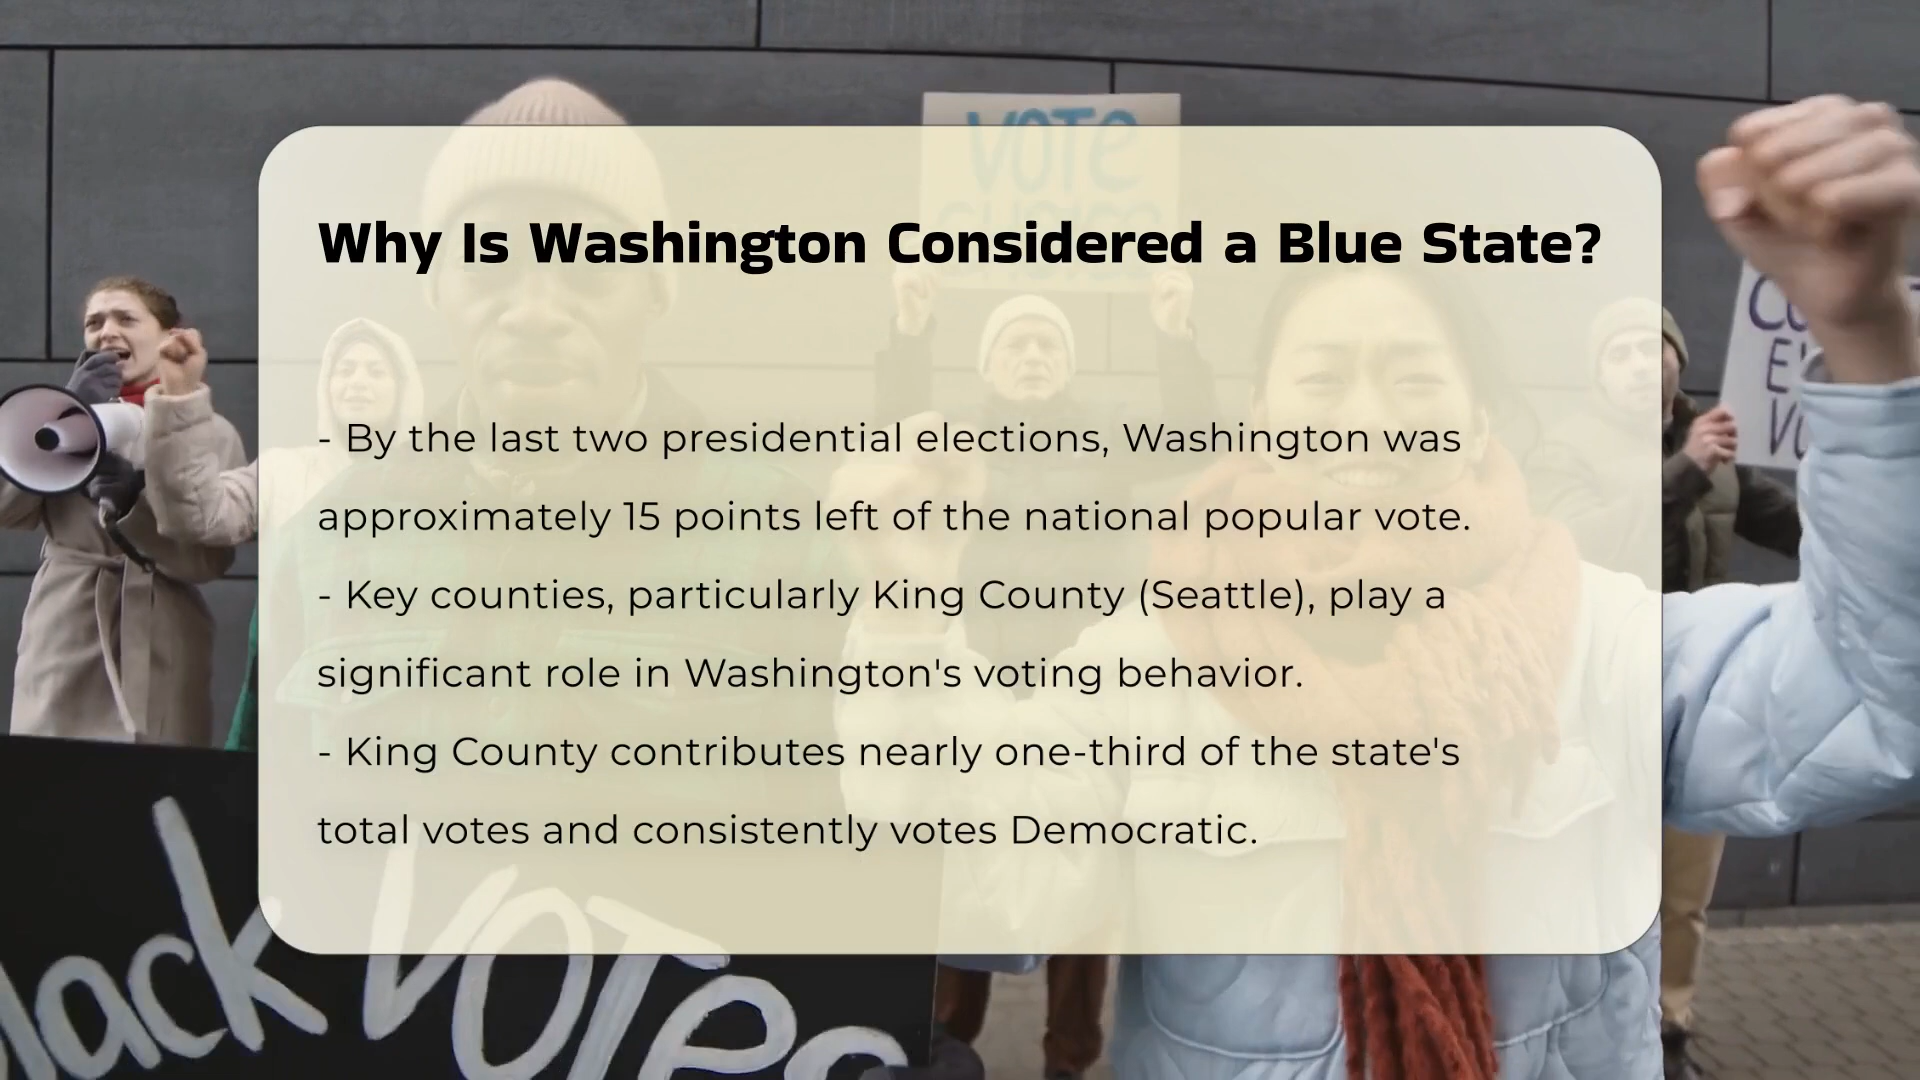 VOTE
Why Is Washington Considered a Blue State?
- By the last two presidential elections, Washington was
approximately 15 points left of the national popular vote.
- Key counties, particularly King County (Seattle), play a
significant role in Washington's voting behavior.
- King County contributes nearly one-third of the state's
total votes and consistently votes Democratic.
VOTES